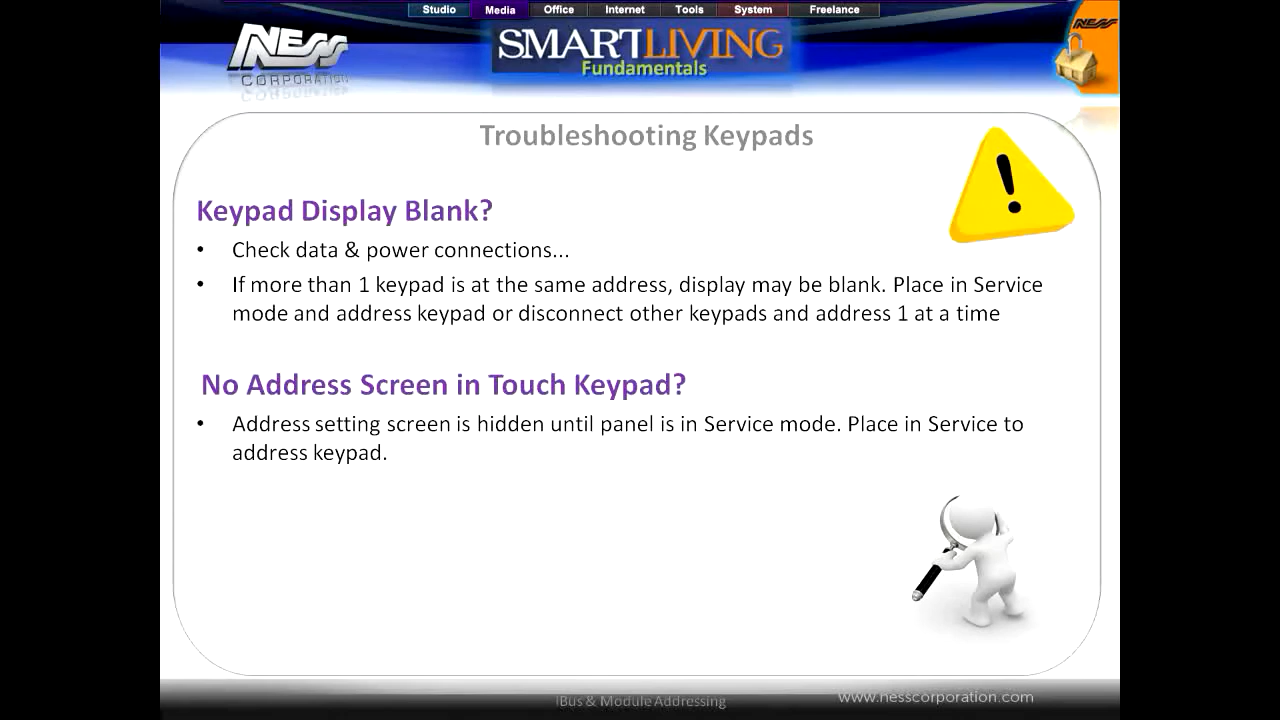 Studio Media Office Internet Tools System Freelance
NESS
CORPORATION
SMARTLIVING
Fundamentals
NESS
Troubleshooting Keypads
!
Keypad Display Blank?
• Check data & power connections...
• If more than 1 keypad is at the same address, display may be blank. Place in Service
mode and address keypad or disconnect other keypads and address 1 at a time
No Address Screen in Touch Keypad?
• Address setting screen is hidden until panel is in Service mode. Place in Service to
address keypad.
IBus & Module Addressing
www.nesscorporation.com